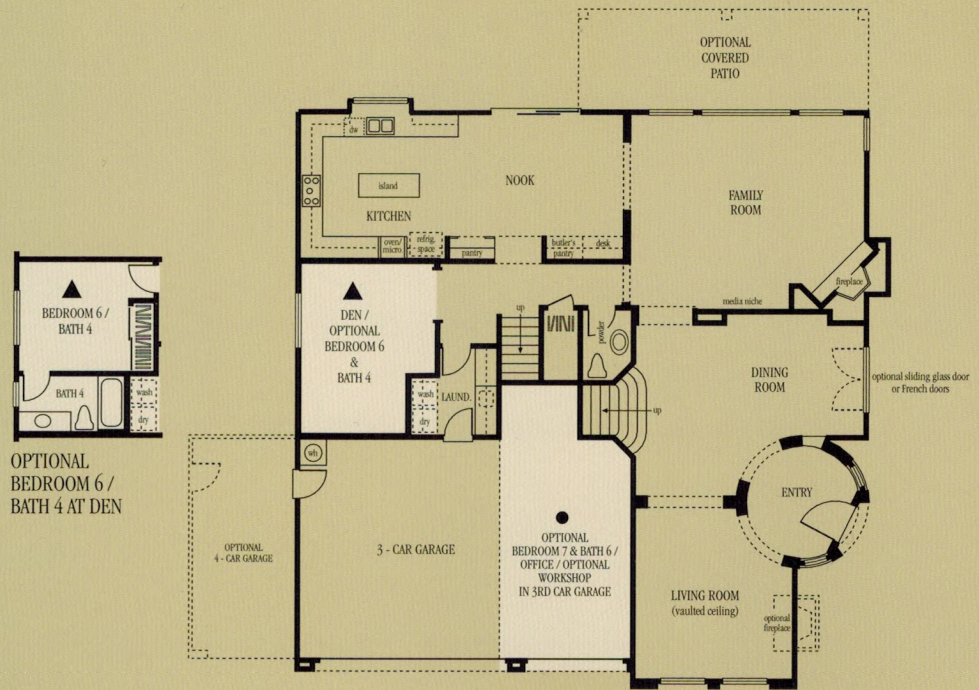 OPTIONAL
COVERED
PATIO
dw
island
NOOK
KITCHEN
FAMILY
ROOM
oven/
micro
refrig.
space
pantry
butler's
pantry
desk
fireplace
media niche
BEDROOM 6 /
BATH 4
BATH 4
wash
dry
OPTIONAL
BEDROOM 6 /
BATH 4 AT DEN
DEN /
OPTIONAL
BEDROOM 6
&
BATH 4
up
powder
DINING
ROOM
optional sliding glass door
or French doors
wash
dry
LAUND.
up
wh
ENTRY
OPTIONAL
4 - CAR GARAGE
3 - CAR GARAGE
OPTIONAL
BEDROOM 7 & BATH 6 /
OFFICE / OPTIONAL
WORKSHOP
IN 3RD CAR GARAGE
LIVING ROOM
(vaulted ceiling)
optional
fireplace